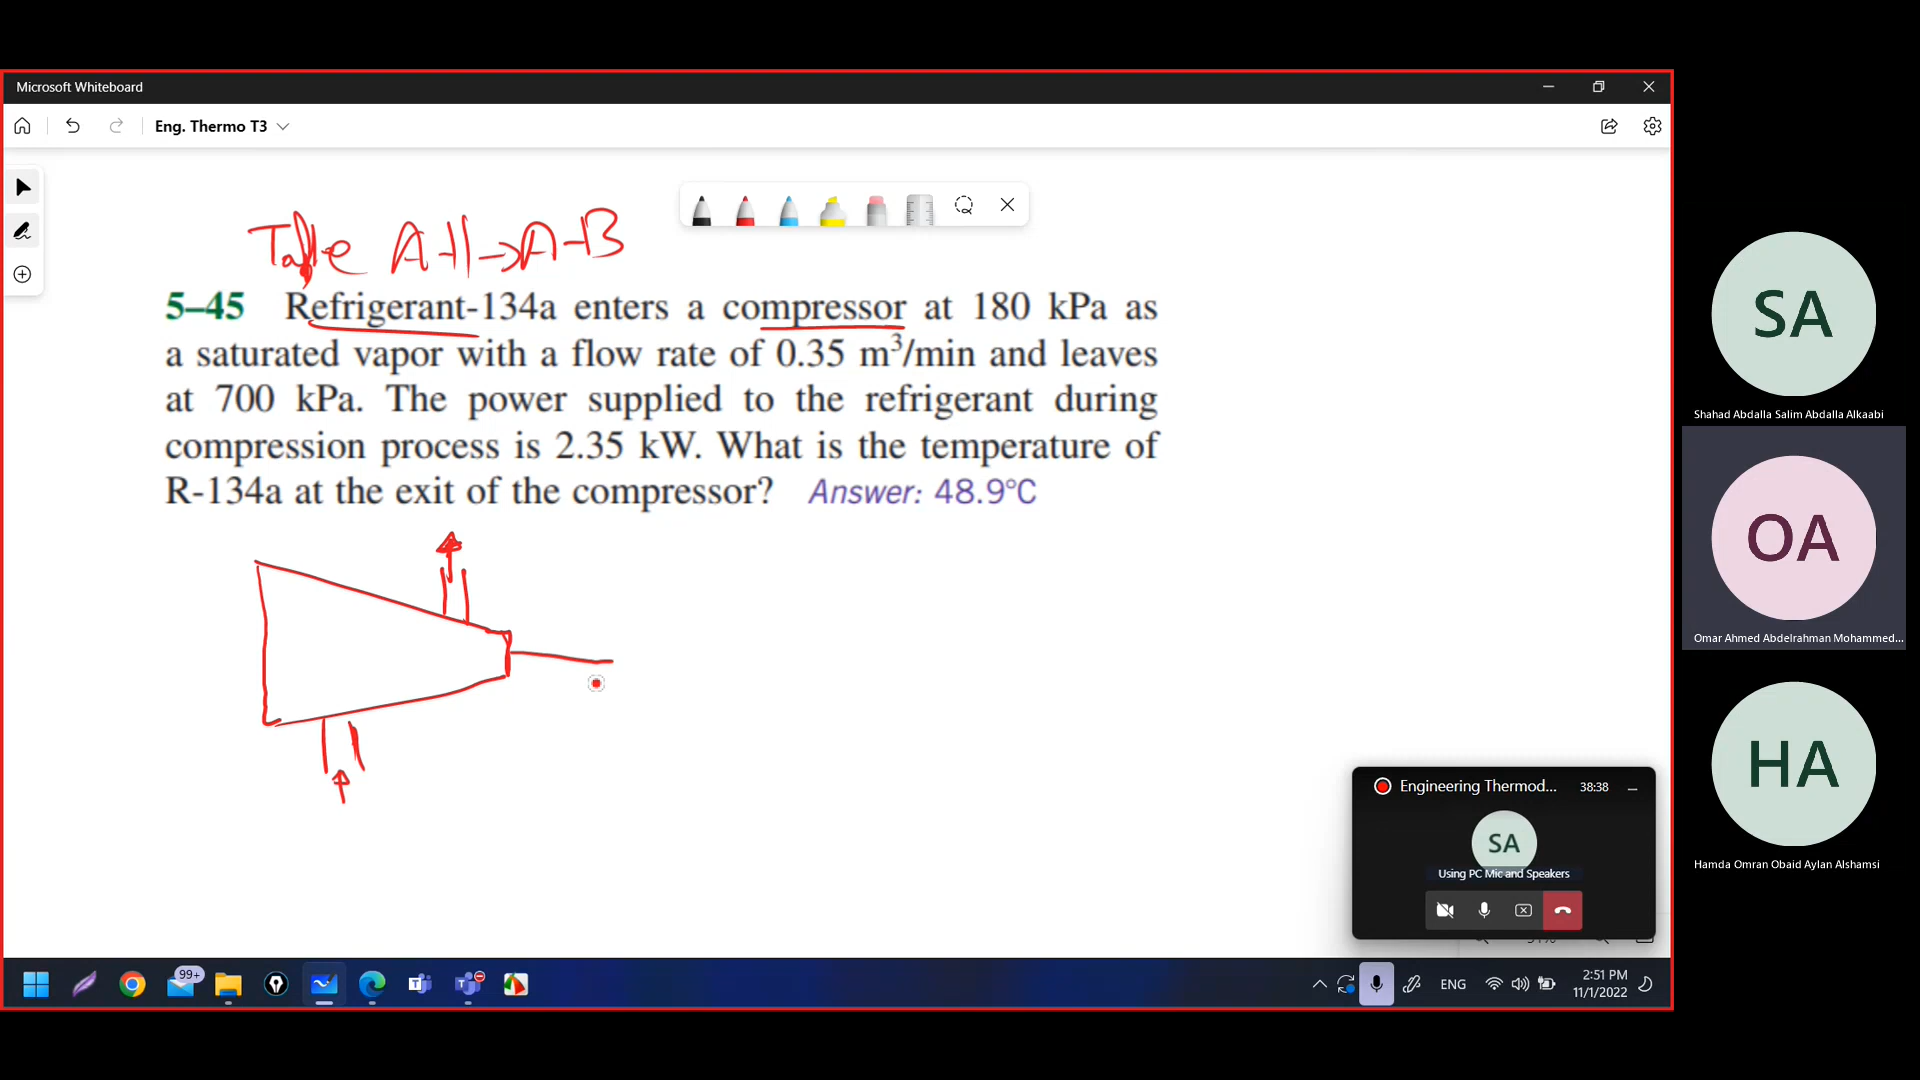 Microsoft Whiteboard
Eng. Thermo T3
Table A-11→A-13
5–45 Refrigerant-134a enters a compressor at 180 kPa as
a saturated vapor with a flow rate of 0.35 m³/min and leaves
at 700 kPa. The power supplied to the refrigerant during
compression process is 2.35 kW. What is the temperature of
R-134a at the exit of the compressor? Answer: 48.9°C
SA
Shahad Abdalla Salim Abdalla Alkaabi
OA
Omar Ahmed Abdelrahman Mohammed...
HA
Hamda Omran Obaid Aylan Alshamsi
Engineering Thermod... 38:38
SA
Using PC Mic and Speakers
99+
ENG
2:51 PM
11/1/2022